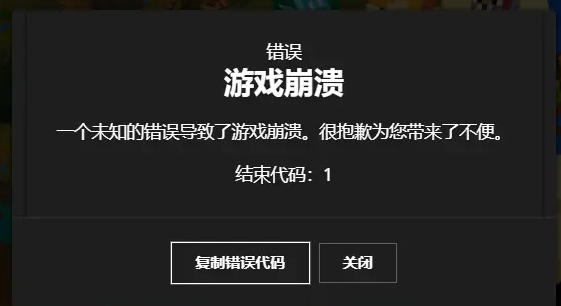 错误
游戏崩溃
一个未知的错误导致了游戏崩溃。很抱歉为您带来了不便。
结束代码：1
复制错误代码
关闭